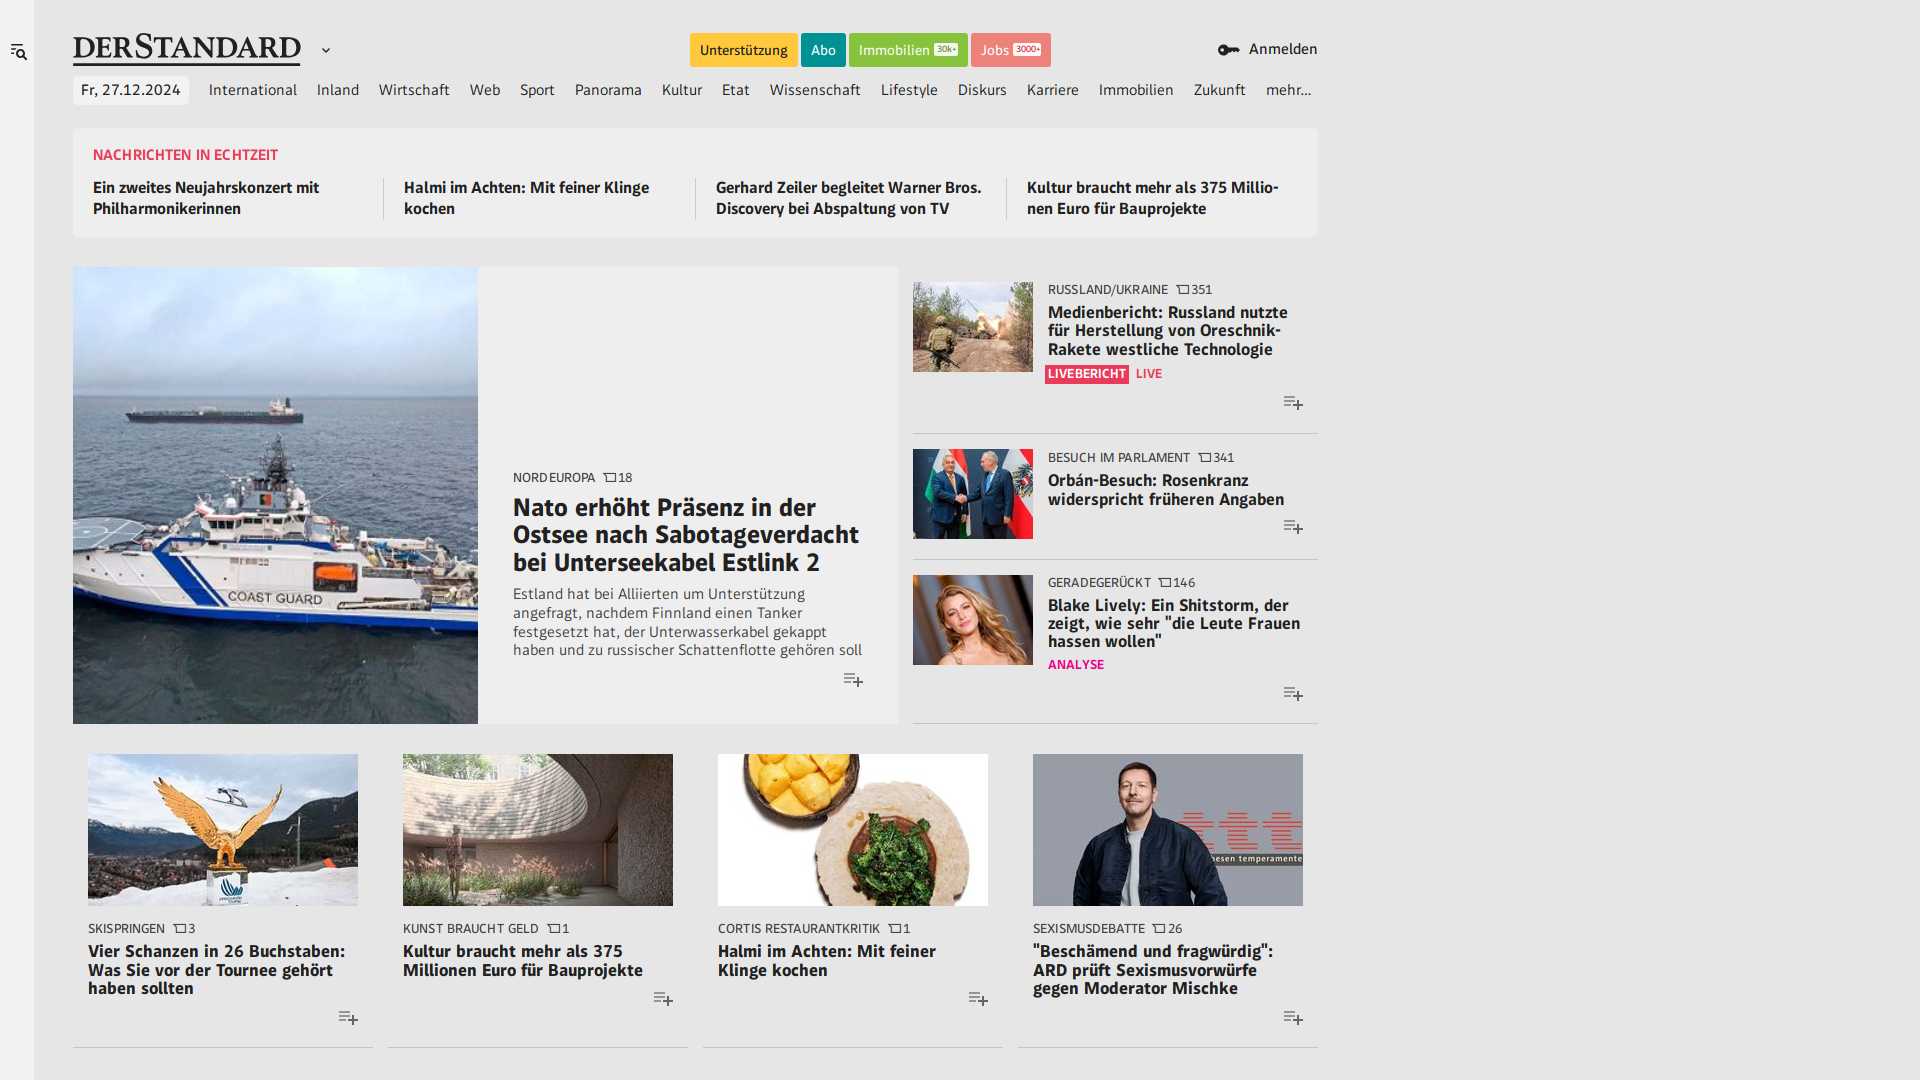 DERSTANDARD
Unterstützung
Abo
Immobilien 30k+
Jobs 3000+
Anmelden
Fr, 27.12.2024
International
Inland
Wirtschaft
Web
Sport
Panorama
Kultur
Etat
Wissenschaft
Lifestyle
Diskurs
Karriere
Immobilien
Zukunft
mehr...
NACHRICHTEN IN ECHTZEIT
Ein zweites Neujahrskonzert mit
Philharmonikerinnen
Halmi im Achten: Mit feiner Klinge
kochen
Gerhard Zeiler begleitet Warner Bros.
Discovery bei Abspaltung von TV
Kultur braucht mehr als 375 Millio-
nen Euro für Bauprojekte
COAST GUARD
NORDEUROPA 18
Nato erhöht Präsenz in der
Ostsee nach Sabotageverdacht
bei Unterseekabel Estlink 2
Estland hat bei Alliierten um Unterstützung
angefragt, nachdem Finnland einen Tanker
festgesetzt hat, der Unterwasserkabel gekappt
haben und zu russischer Schattenflotte gehören soll
RUSSLAND/UKRAINE 351
Medienbericht: Russland nutzte
für Herstellung von Oreschnik-
Rakete westliche Technologie
LIVEBERICHT LIVE
BESUCH IM PARLAMENT 341
Orbán-Besuch: Rosenkranz
widerspricht früheren Angaben
GERADEGERÜCKT 146
Blake Lively: Ein Shitstorm, der
zeigt, wie sehr "die Leute Frauen
hassen wollen"
ANALYSE
SKISPRINGEN 3
Vier Schanzen in 26 Buchstaben:
Was Sie vor der Tournee gehört
haben sollten
KUNST BRAUCHT GELD 1
Kultur braucht mehr als 375
Millionen Euro für Bauprojekte
CORTIS RESTAURANTKRITIK 1
Halmi im Achten: Mit feiner
Klinge kochen
ttt
hesen temperamente
SEXISMUSDEBATTE 26
"Beschämend und fragwürdig":
ARD prüft Sexismusvorwürfe
gegen Moderator Mischke